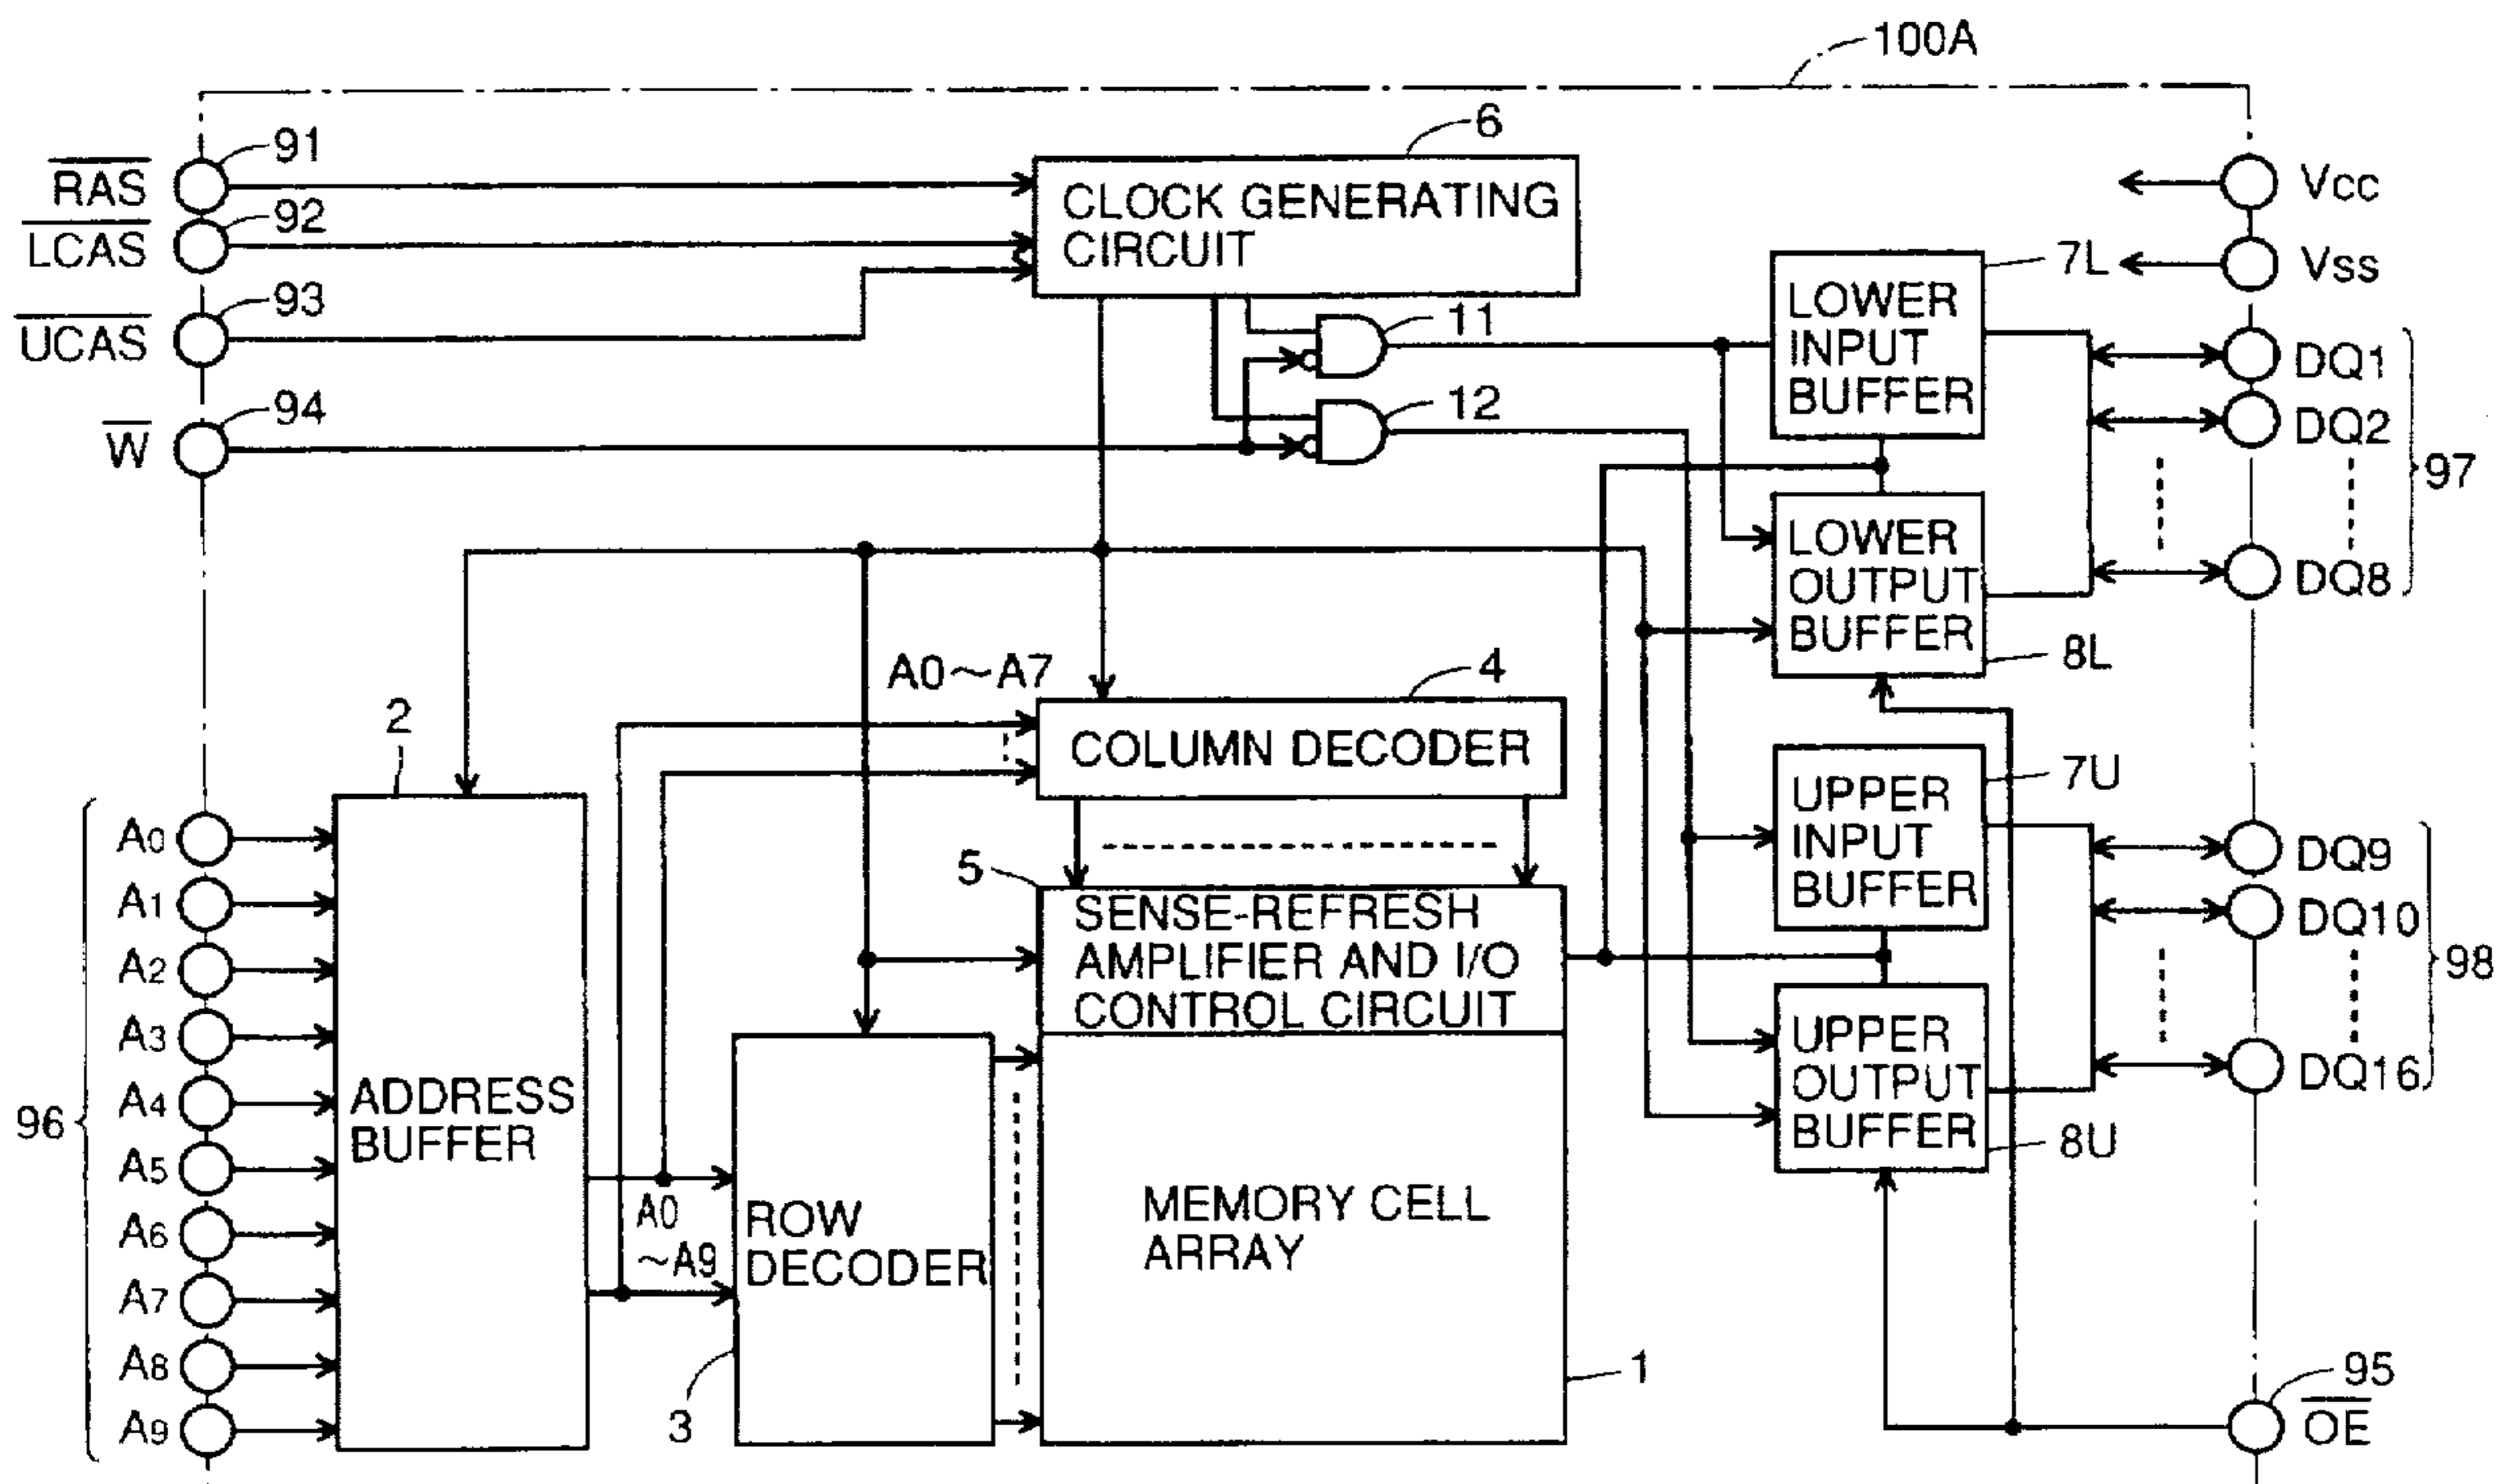 100A
91
RAS
92
LCAS
93
UCAS
94
W
6
CLOCK GENERATING
CIRCUIT
11
12
Vcc
Vss
7L
LOWER
INPUT
BUFFER
DQ1
DQ2
DQ8
97
LOWER
OUTPUT
BUFFER
8L
A0~A7
4
COLUMN DECODER
2
ADDRESS
BUFFER
96
A0
A1
A2
A3
A4
A5
A6
A7
A8
A9
5
SENSE-REFRESH
AMPLIFIER AND I/O
CONTROL CIRCUIT
7U
UPPER
INPUT
BUFFER
DQ9
DQ10
DQ16
98
UPPER
OUTPUT
BUFFER
8U
A0
~A9
ROW
DECODER
3
MEMORY CELL
ARRAY
1
95
OE